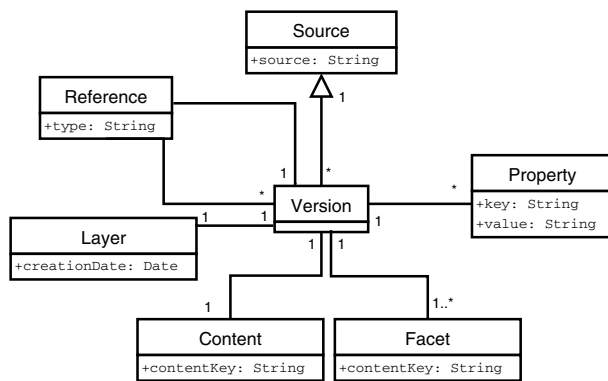 Source
+source: String
1
Reference
+type: String
1
*
*
Property
+key: String
+value: String
*
Version
1
Layer
+creationDate: Date
1
1
1
1
1
1..*
Content
+contentKey: String
Facet
+contentKey: String